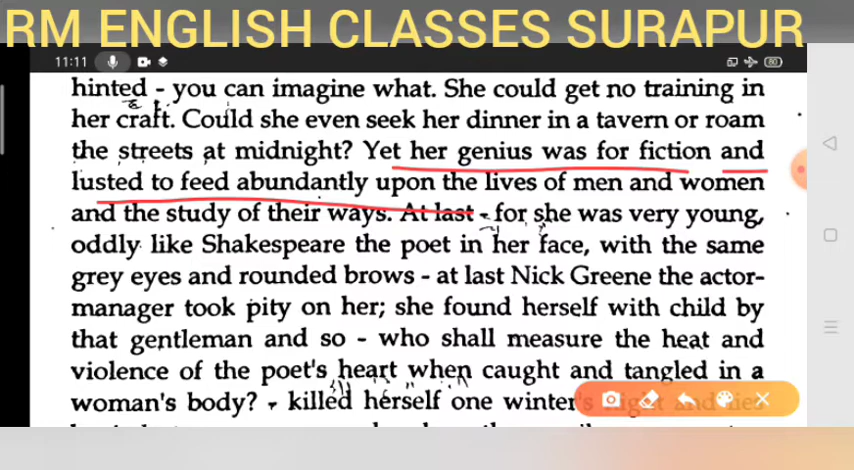 RM ENGLISH CLASSES SURAPUR
11:11
80
hinted - you can imagine what. She could get no training in
her craft. Could she even seek her dinner in a tavern or roam
the streets at midnight? Yet her genius was for fiction and
lusted to feed abundantly upon the lives of men and women
and the study of their ways. At last - for she was very young,
oddly like Shakespeare the poet in her face, with the same
grey eyes and rounded brows - at last Nick Greene the actor-
manager took pity on her; she found herself with child by
that gentleman and so - who shall measure the heat and
violence of the poet's heart when caught and tangled in a
woman's body? - killed herself one winter's night and lies